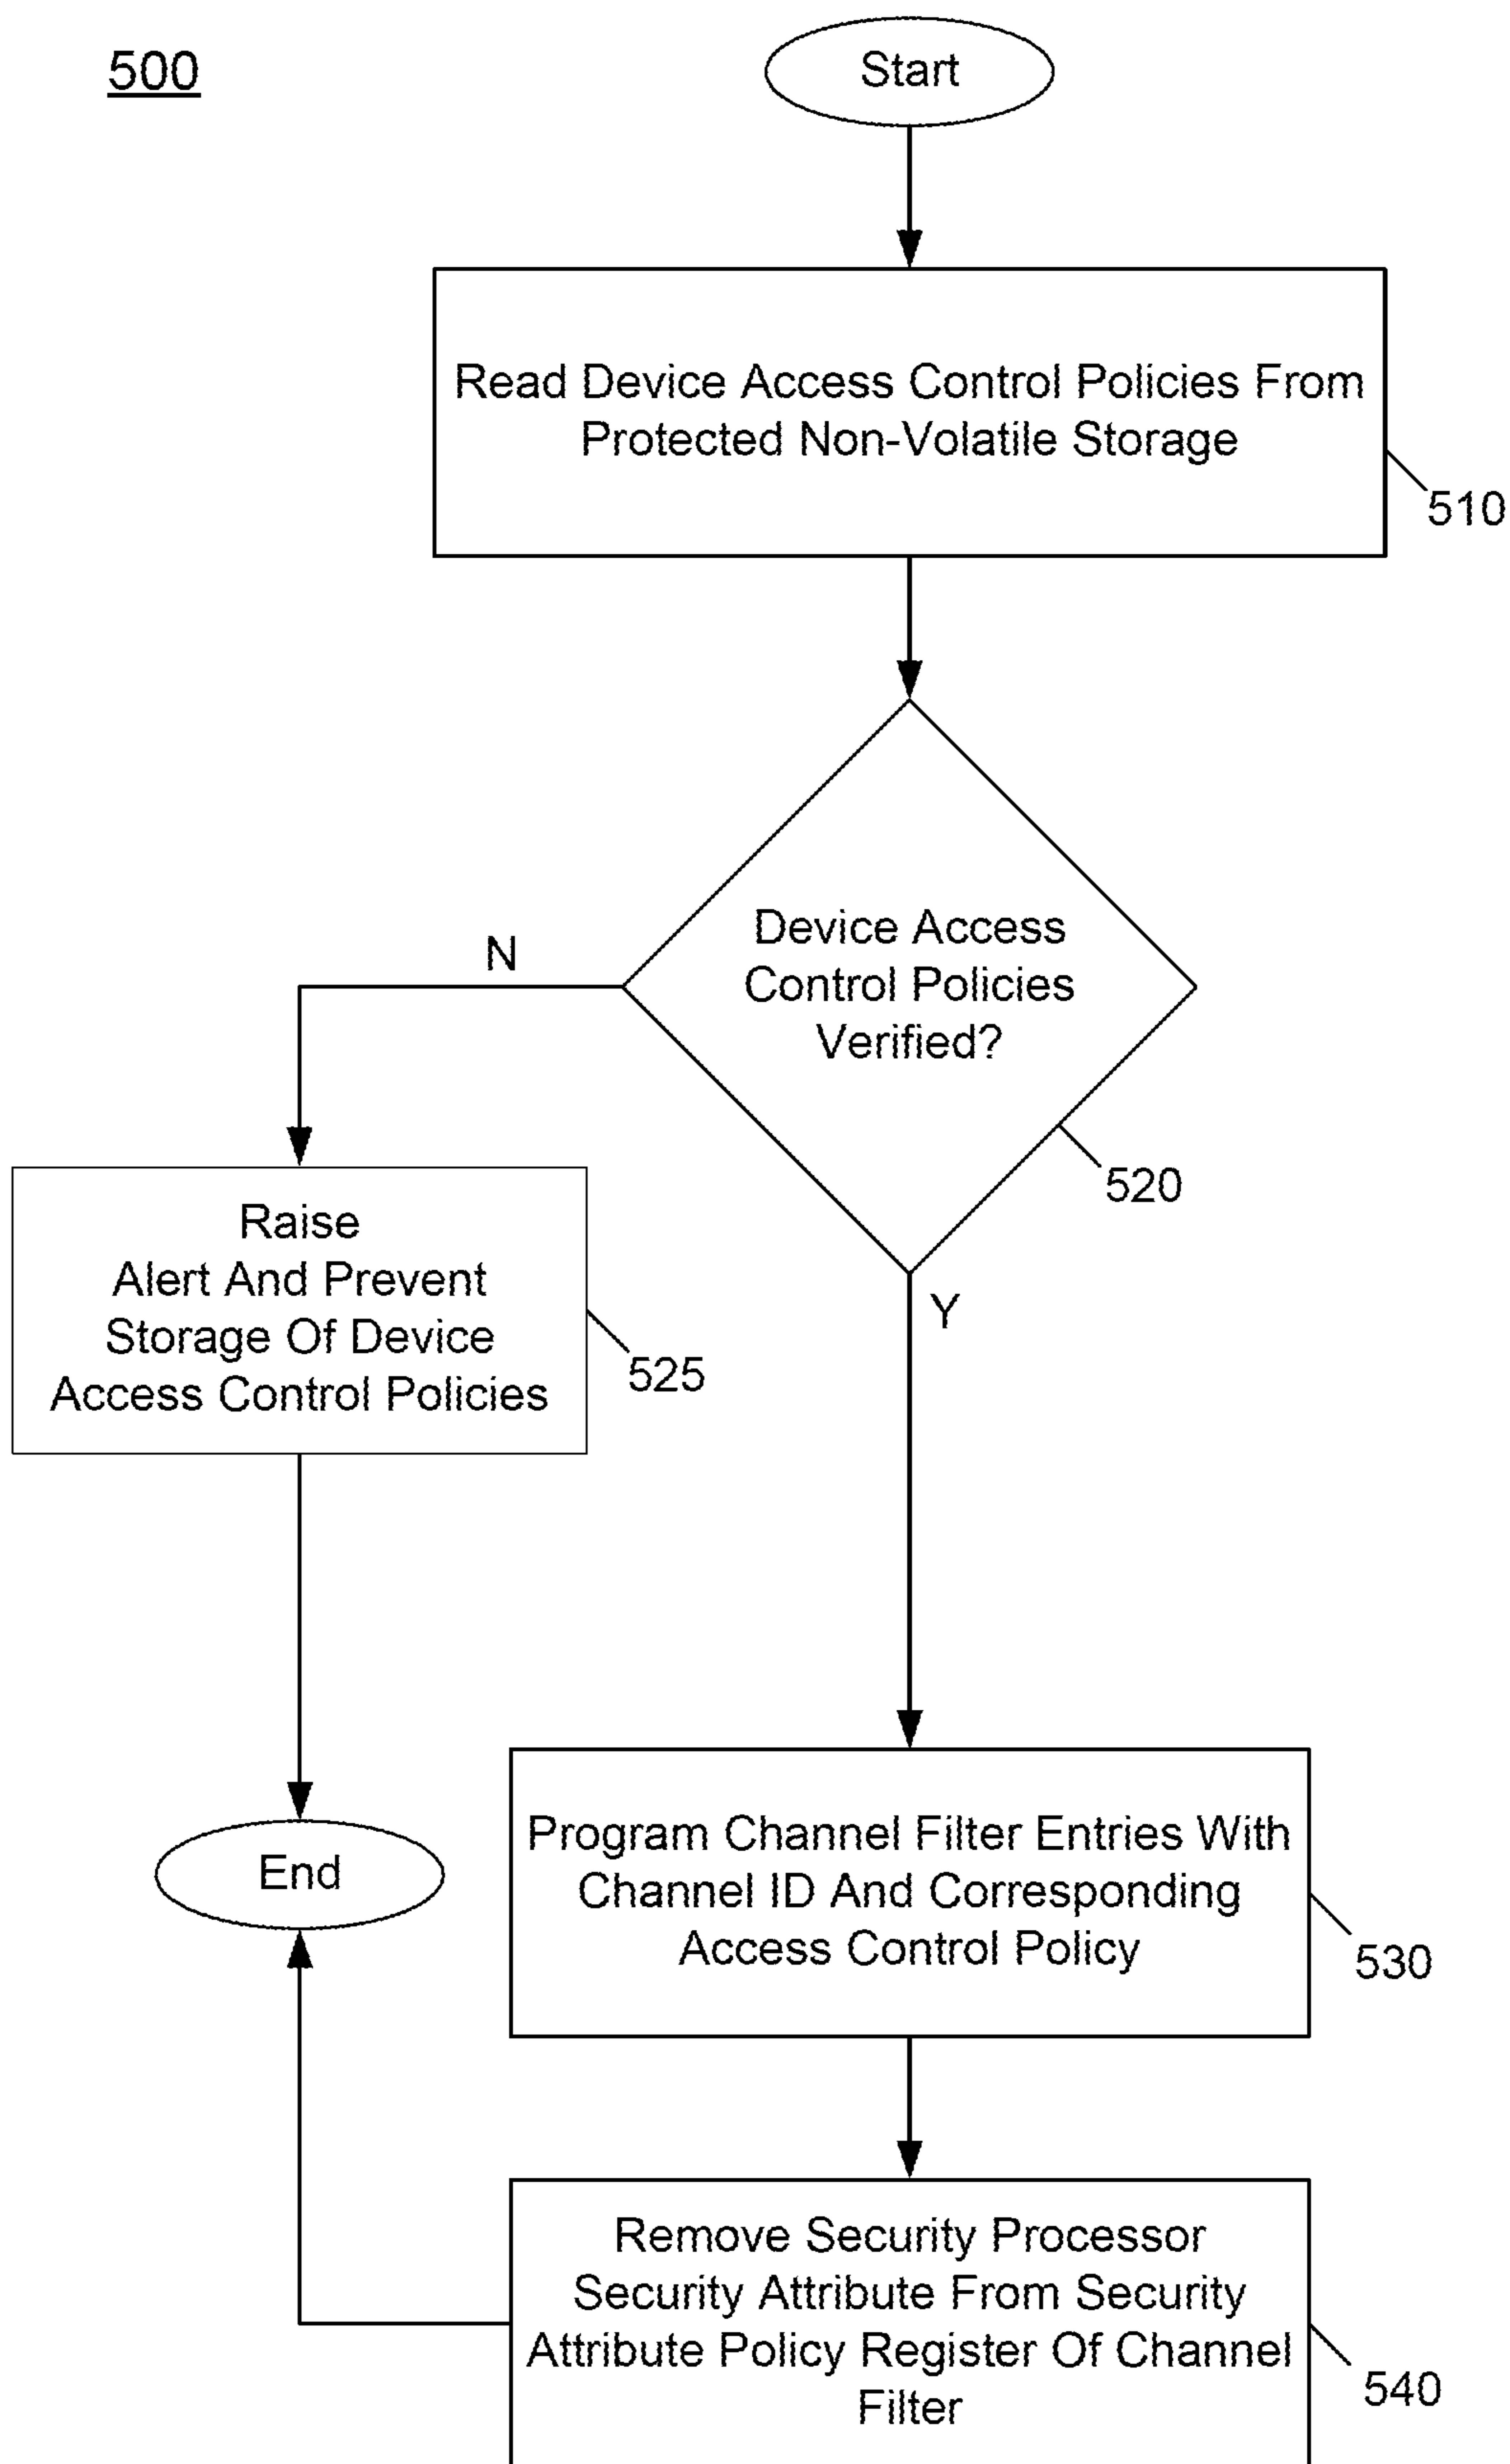 500
Start
Read Device Access Control Policies From
Protected Non-Volatile Storage
510
Device Access
Control Policies
Verified?
520
N
Y
Raise
Alert And Prevent
Storage Of Device
Access Control Policies
525
Program Channel Filter Entries With
Channel ID And Corresponding
Access Control Policy
530
End
Remove Security Processor
Security Attribute From Security
Attribute Policy Register Of Channel
Filter
540